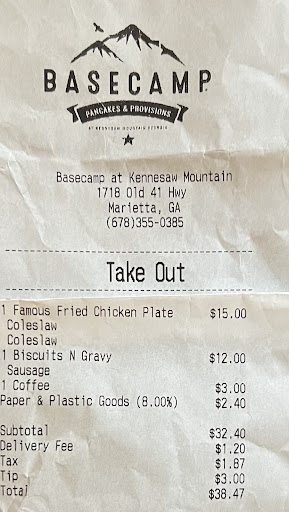 BASECAMP
PANCAKES & PROVISIONS
AT KENNESAW MOUNTAIN GEORGIA
Basecamp at Kennesaw Mountain
1718 Old 41 Hwy
Marietta, GA
(678)355-0385
Take Out
1 Famous Fried Chicken Plate $15.00
Coleslaw
Coleslaw
1 Biscuits N Gravy $12.00
Sausage
1 Coffee $3.00
Paper & Plastic Goods (8.00%) $2.40
Subtotal $32.40
Delivery Fee $1.20
Tax $1.87
Tip $3.00
Total $38.47